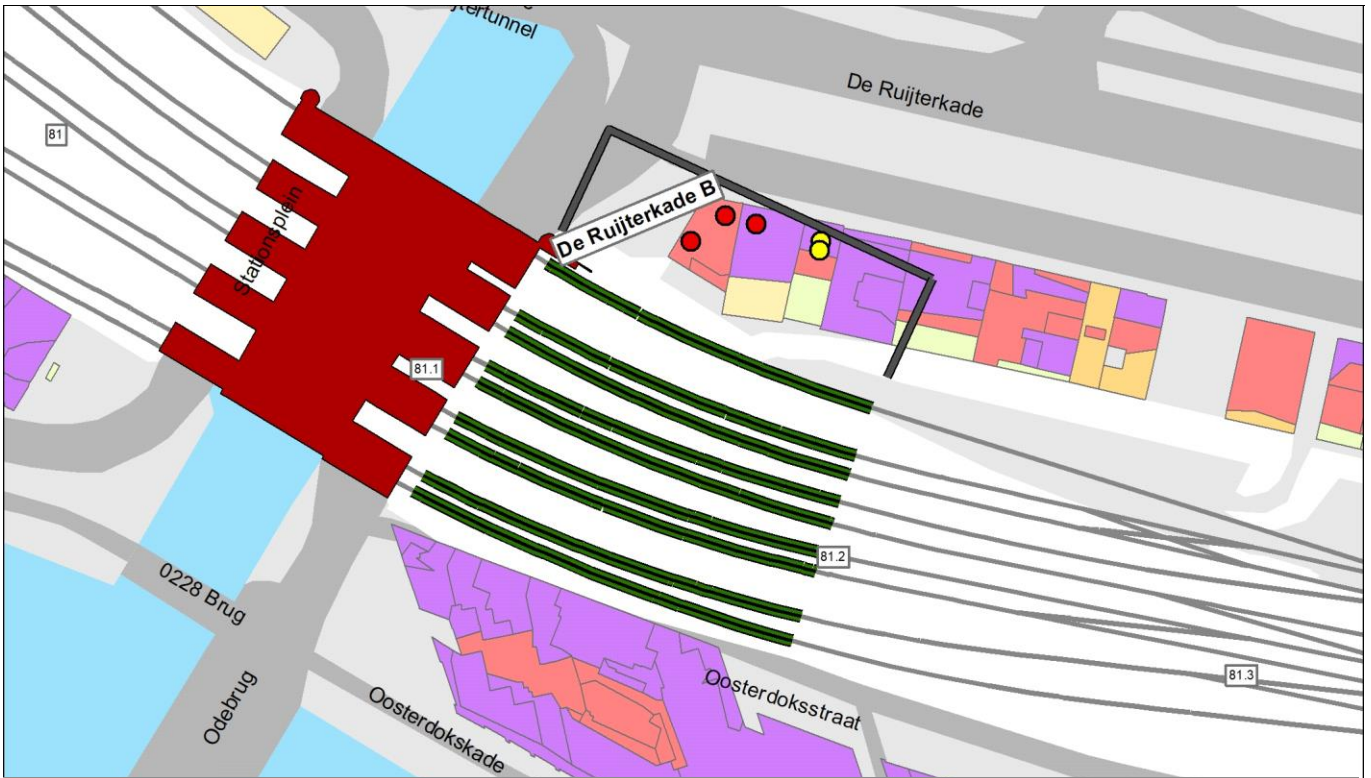 jtertunnel
De Ruijterkade
81
De Ruijterkade B
Stationsplein
81.1
81.2
0228 Brug
81.3
Oosterdoksstraat
Odebrug
Oosterdokskade